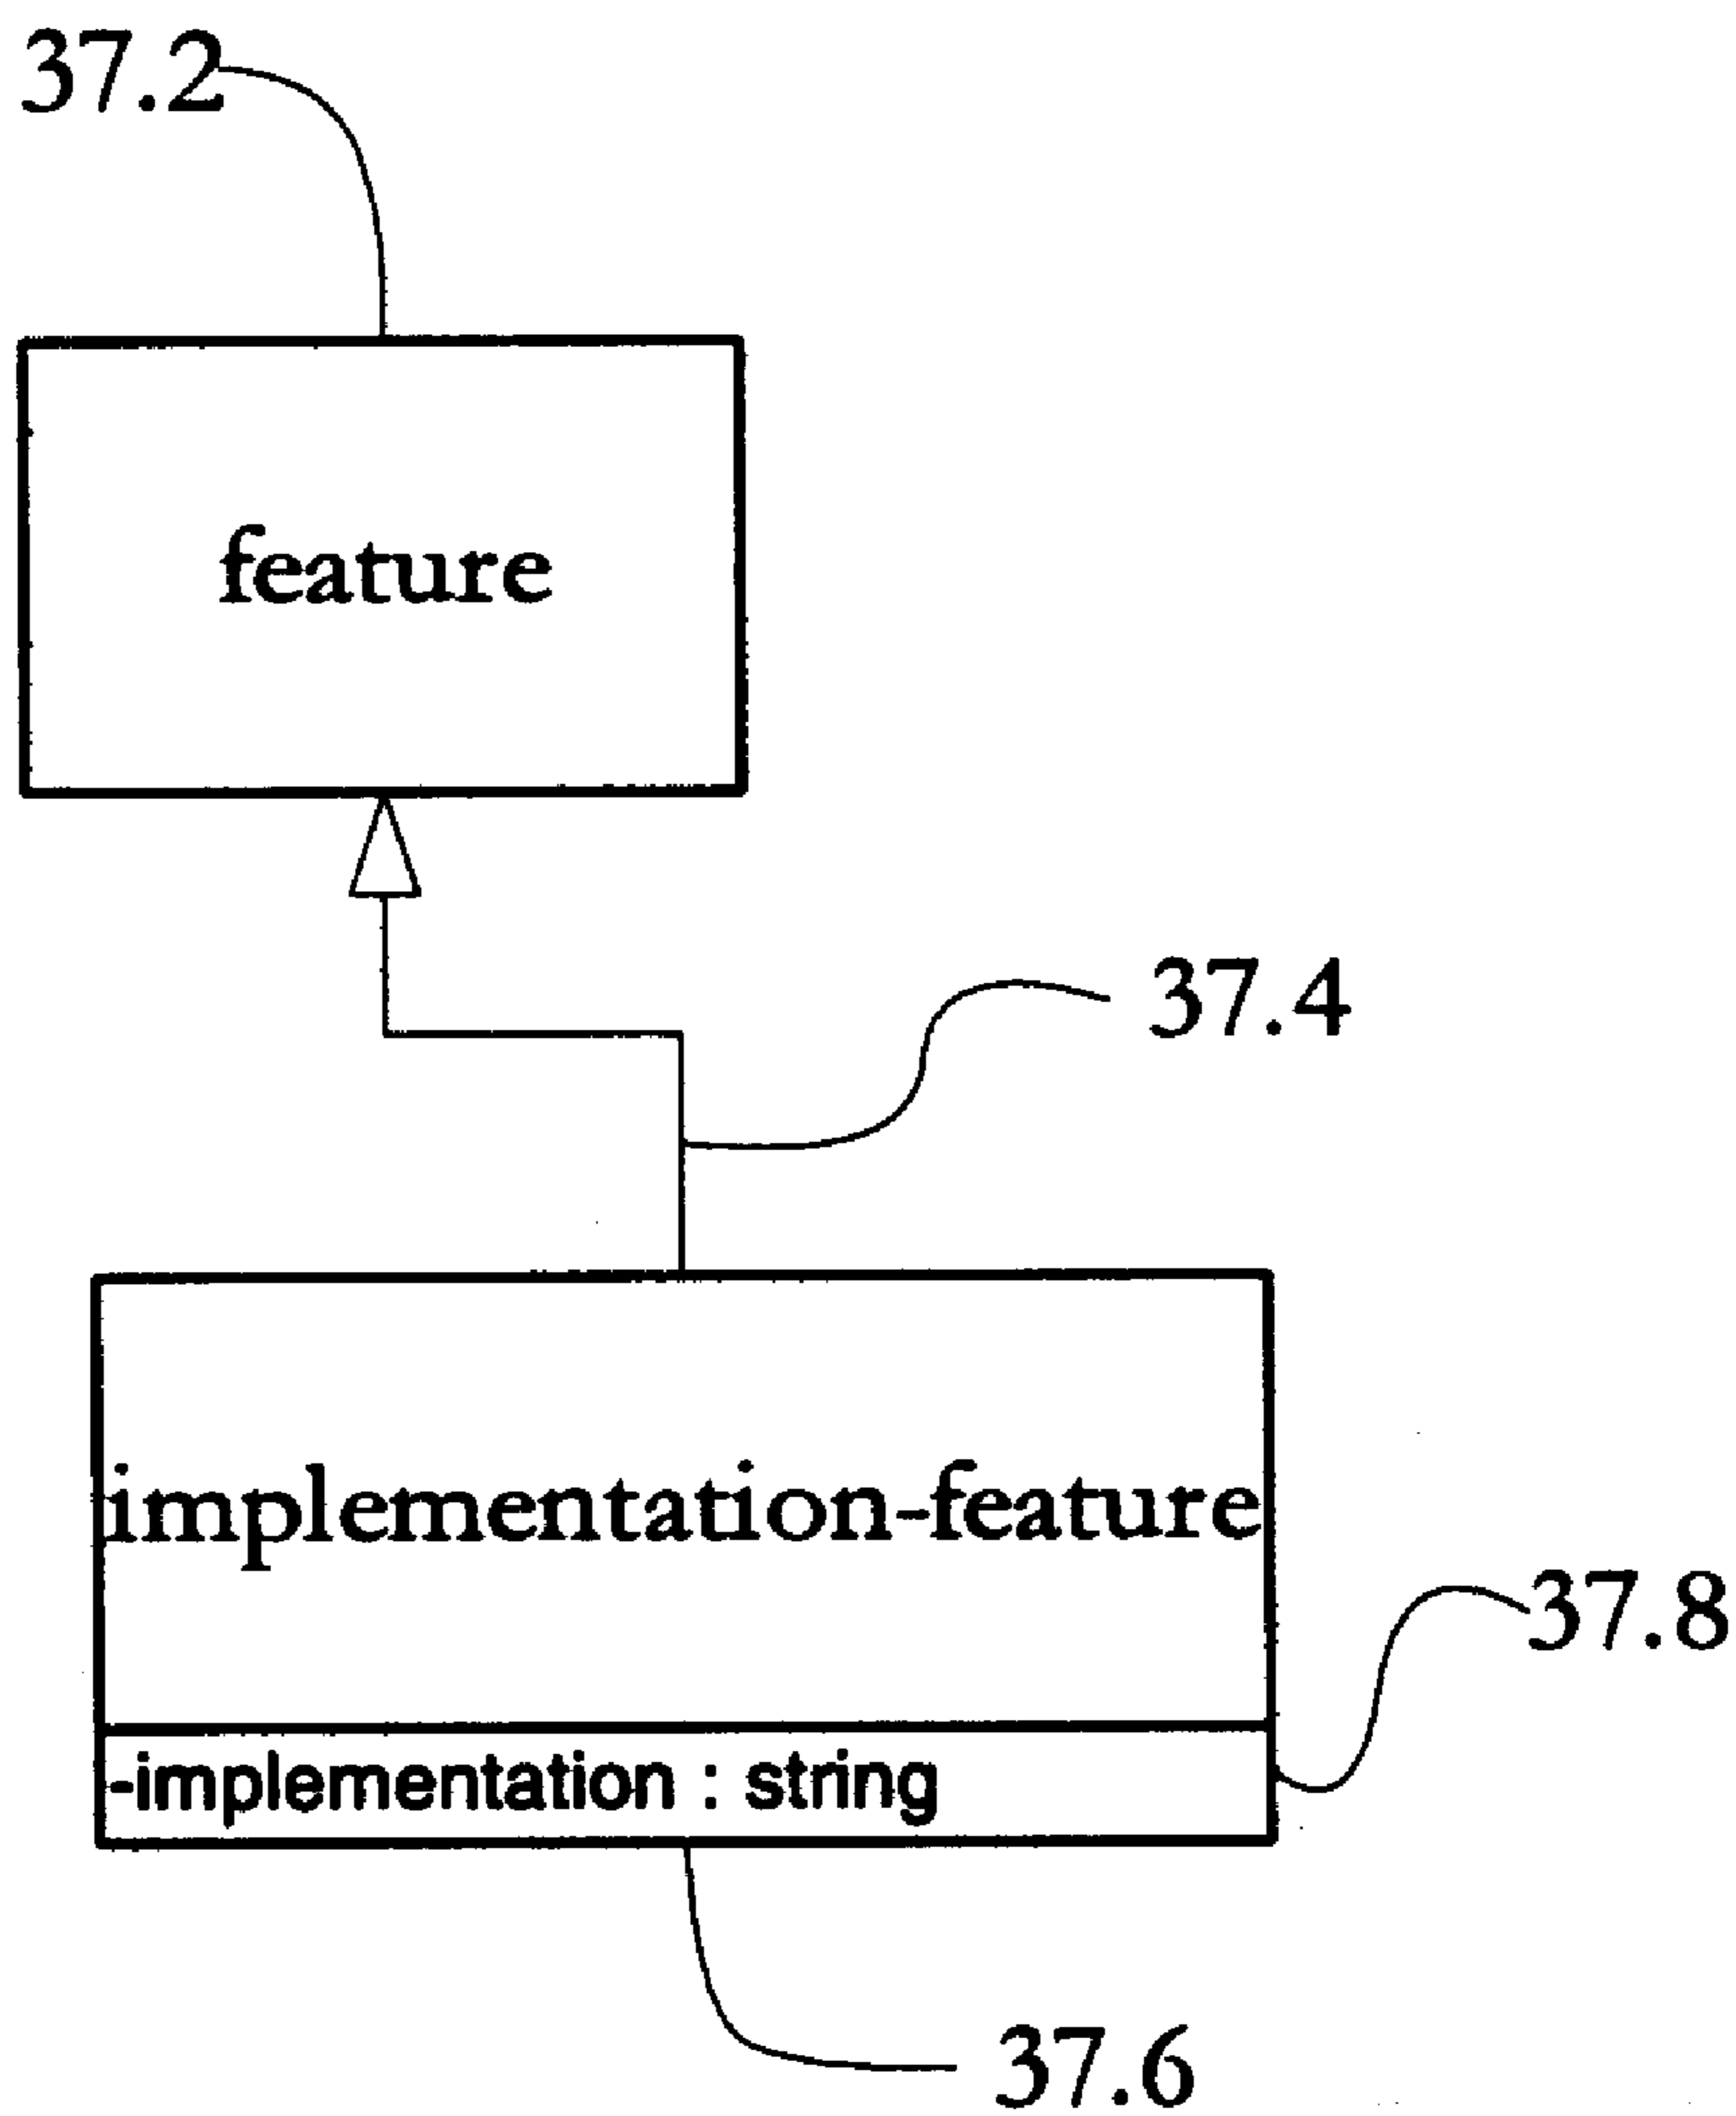 37.2
feature
37.4
implementation-feature
37.8
-implementation : string
37.6